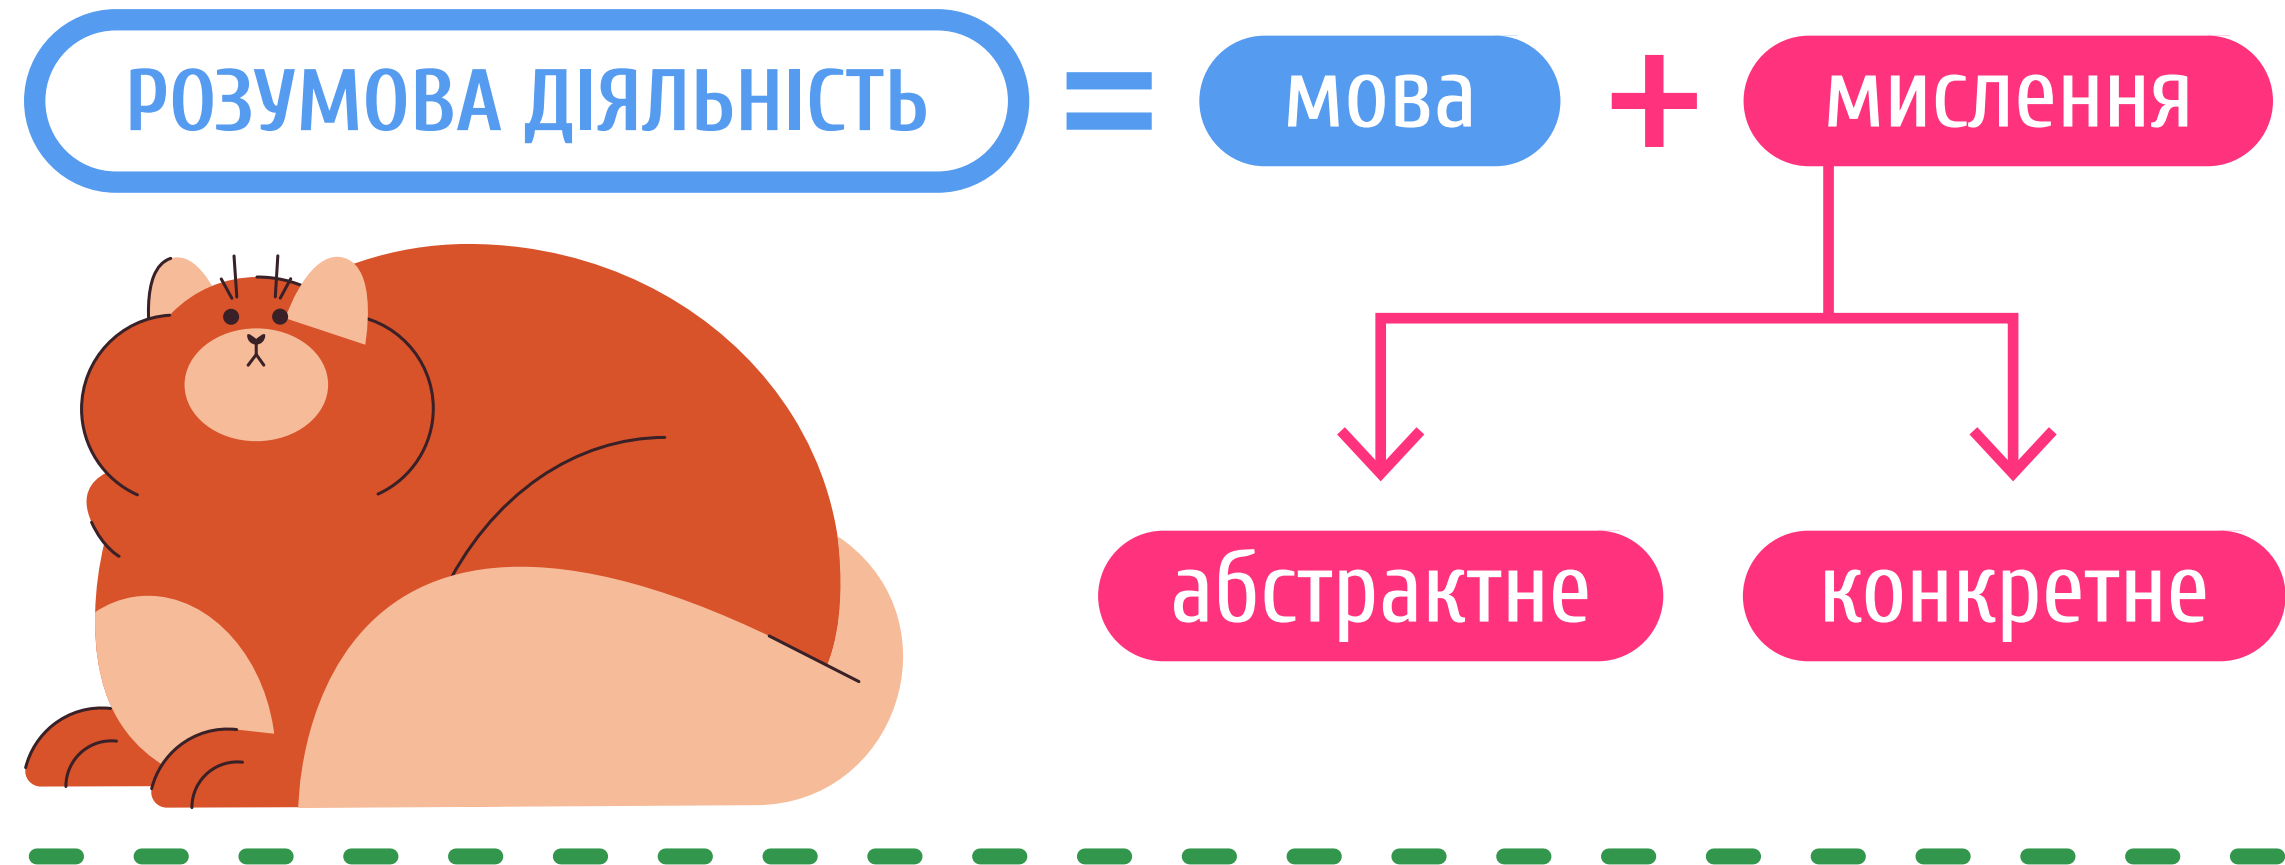 РОЗУМОВА ДІЯЛЬНІСТЬ = мова + мислення
абстрактне конкретне